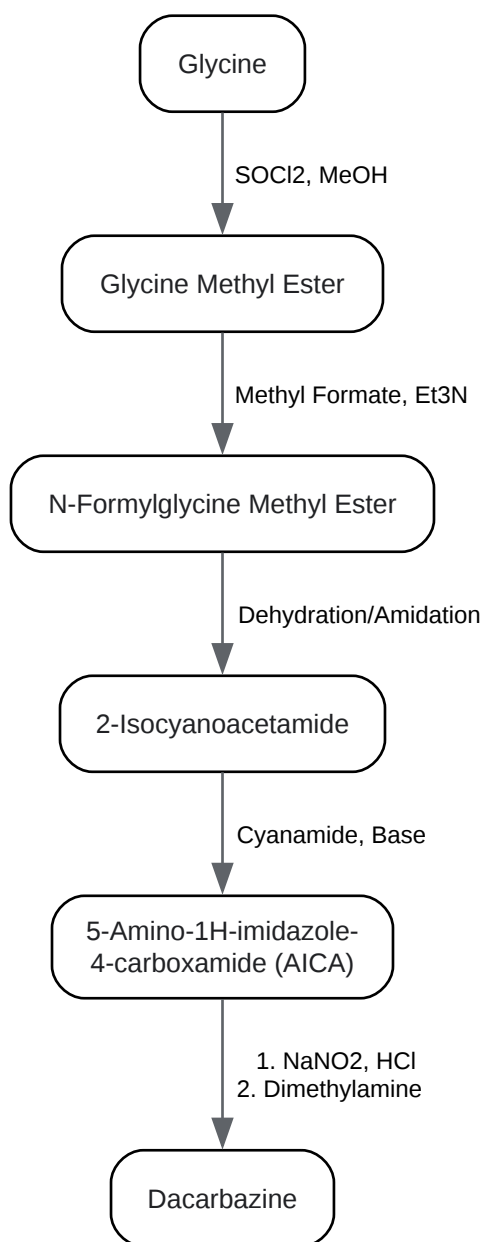 Glycine
SOCl2, MeOH
Glycine Methyl Ester
Methyl Formate, Et3N
N-Formylglycine Methyl Ester
Dehydration/Amidation
2-Isocyanoacetamide
Cyanamide, Base
5-Amino-1H-imidazole-
4-carboxamide (AICA)
1. NaNO2, HCl
2. Dimethylamine
Dacarbazine